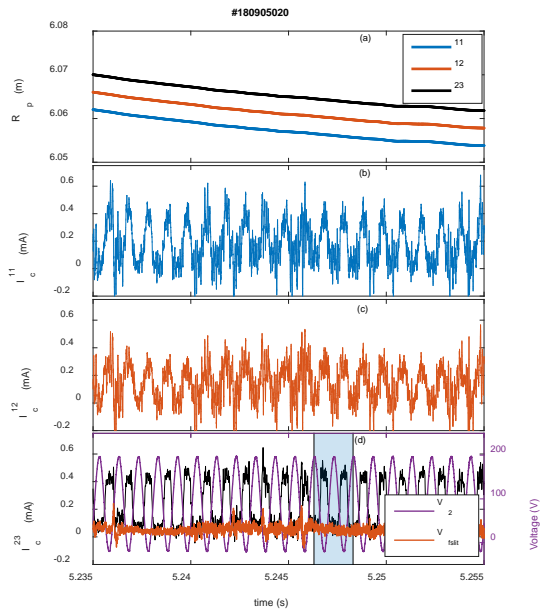 #180905020
6.08
(a)
11
12
23
6.07
R p (m)
6.06
6.05
(b)
0.6
0.4
0.2
0
-0.2
I c 11 (mA)
(c)
0.6
0.4
0.2
0
-0.2
I c 12 (mA)
(d)
0.6
0.4
0.2
0
-0.2
I c 23 (mA)
200
100
0
Voltage (V)
V 2
V fslit
5.235 5.24 5.245 5.25 5.255
time (s)